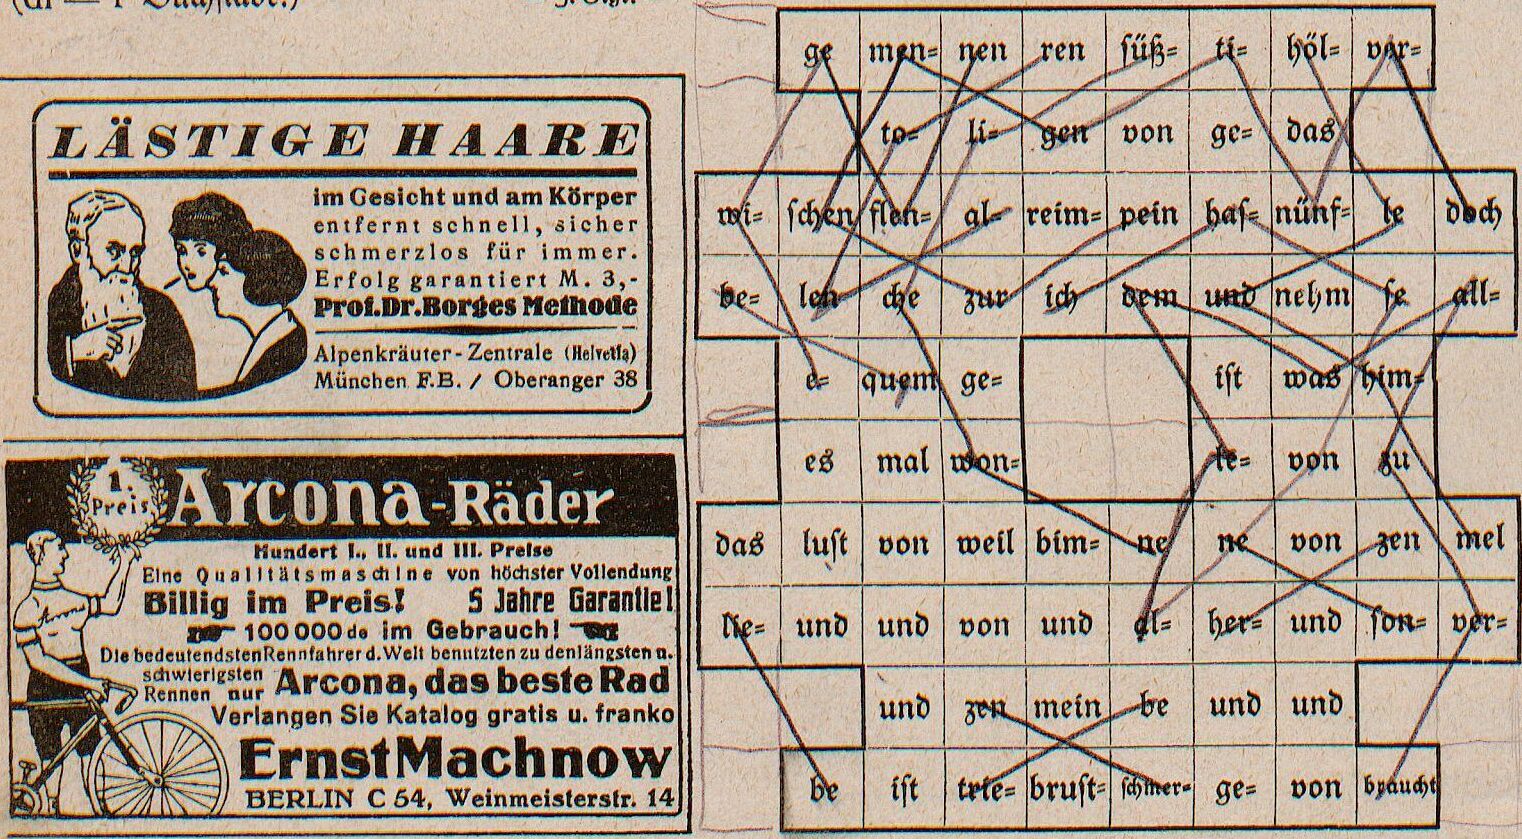 LÄSTIGE HAARE
im Gesicht und am Körper
entfernt schnell, sicher
schmerzlos für immer.
Erfolg garantiert M. 3,-
Prof. Dr. Borges Methode
Alpenkräuter-Zentrale (Helvetia)
München F.B. / Oberanger 38
1.
Preis
Arcona-Räder
Hundert I., II. und III. Preise
Eine Qualitätsmaschine von höchster Vollendung
Billig im Preis! 5 Jahre Garantie!
100 000 de im Gebrauch!
Die bedeutendsten Rennfahrer d. Welt benutzten zu den längsten u.
schwierigsten
Rennen nur Arcona, das beste Rad
Verlangen Sie Katalog gratis u. franko
Ernst Machnow
BERLIN C 54, Weinmeisterstr. 14
ge men= nen ren süß= ti= höl= ver=
to= li= gen von ge= das
wi= schen flen= al= reim= pein has= nünf= le doch
be= len che zur ich dem und nehm se all=
e= quem ge= ist was him=
es mal won= te= von zu
das lust von weil bim= ne ne von zen mel
lie= und und von und al= her= und son= ver=
und zen mein be und und
be ist trie= brust= schmer= ge= von braucht